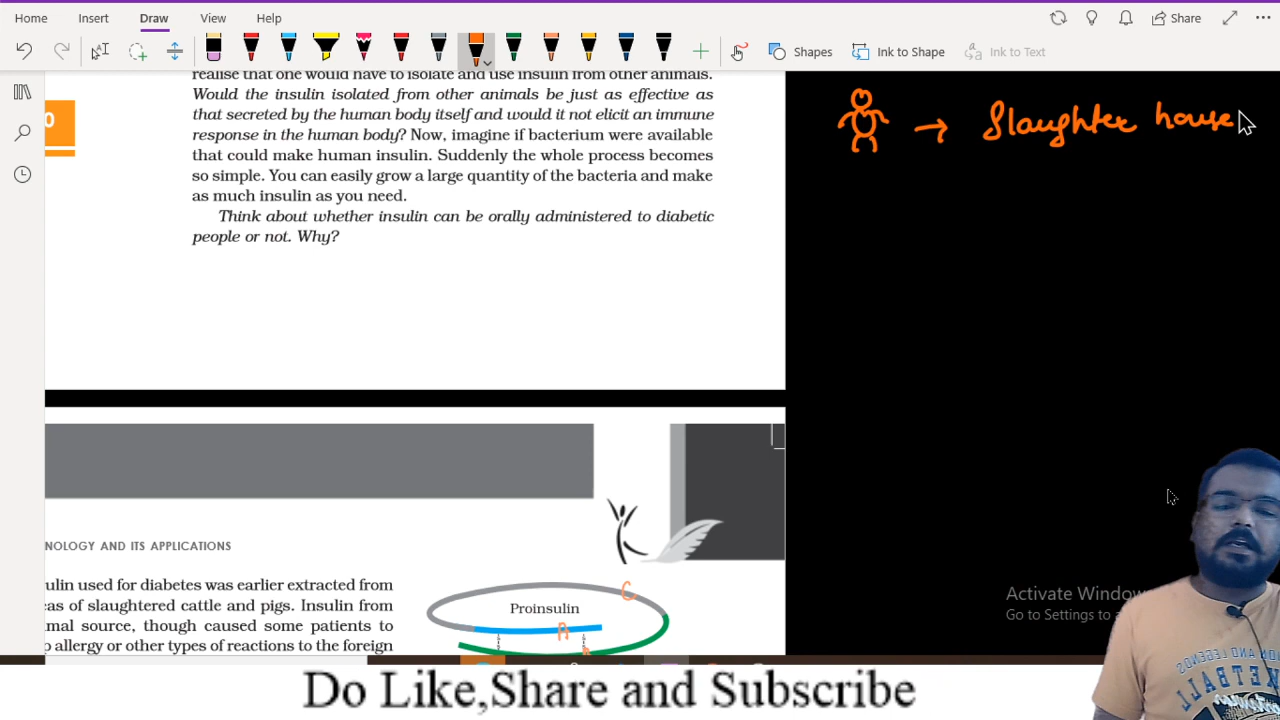 Home Insert Draw View Help Share
Shapes Ink to Shape Ink to Text
realise that one would have to isolate and use insulin from other animals.
Would the insulin isolated from other animals be just as effective as
that secreted by the human body itself and would it not elicit an immune
response in the human body? Now, imagine if bacterium were available
that could make human insulin. Suddenly the whole process becomes
so simple. You can easily grow a large quantity of the bacteria and make
as much insulin as you need.
Think about whether insulin can be orally administered to diabetic
people or not. Why?
0
Slaughter house
NOLOGY AND ITS APPLICATIONS
ulin used for diabetes was earlier extracted from
eas of slaughtered cattle and pigs. Insulin from
mal source, though caused some patients to
p allergy or other types of reactions to the foreign
Proinsulin
C
A
Activate Window
Go to Settings to a
Do Like,Share and Subscribe